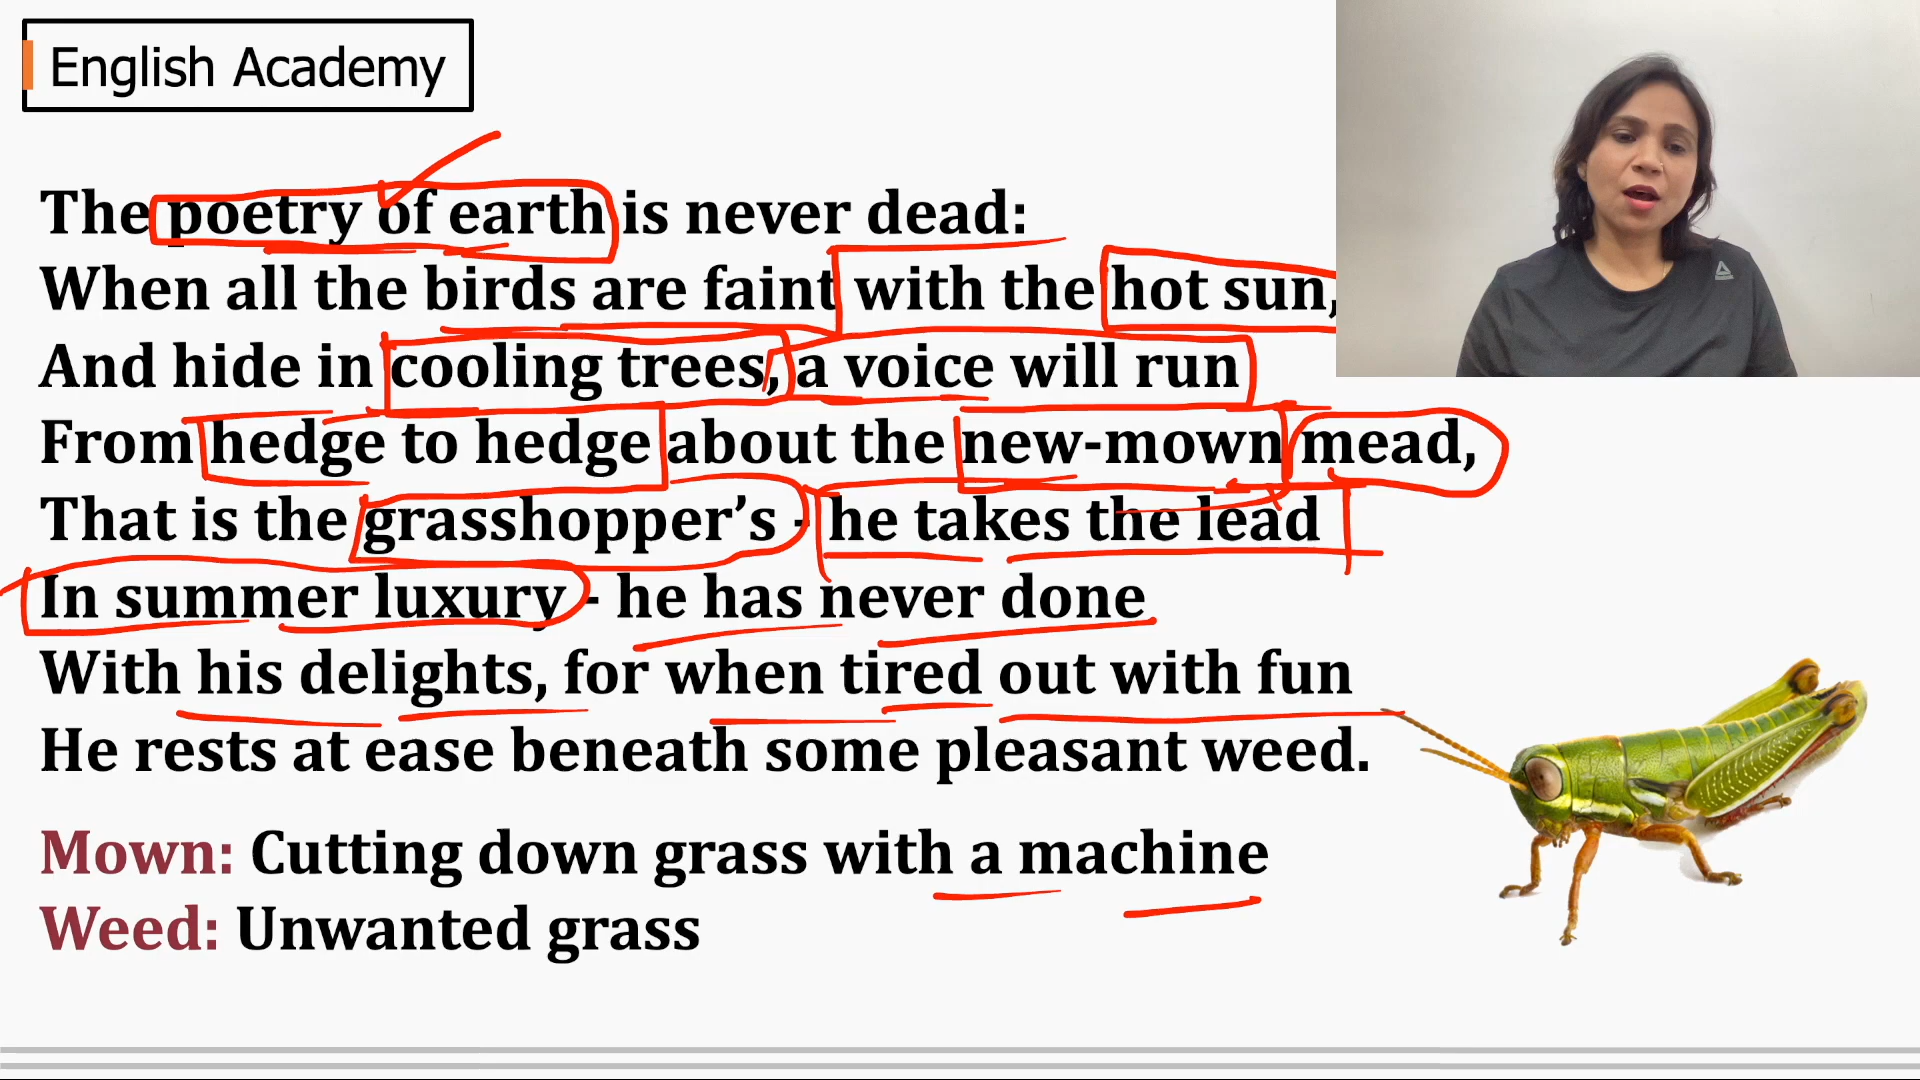 English Academy
The poetry of earth is never dead:
When all the birds are faint with the hot sun,
And hide in cooling trees, a voice will run
From hedge to hedge about the new-mown mead,
That is the grasshopper’s - he takes the lead
In summer luxury - he has never done
With his delights, for when tired out with fun
He rests at ease beneath some pleasant weed.
Mown: Cutting down grass with a machine
Weed: Unwanted grass